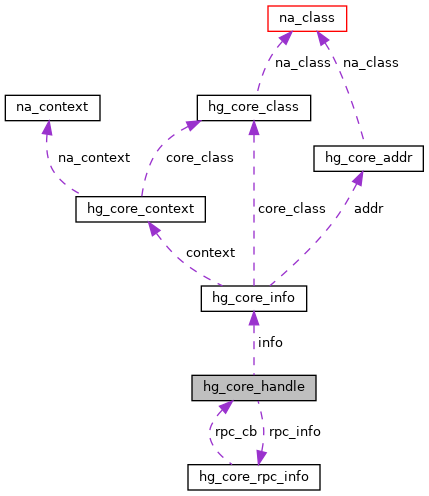 na_class
na_class
na_class
na_context
hg_core_class
hg_core_addr
na_context
core_class
hg_core_context
core_class
addr
context
hg_core_info
info
hg_core_handle
rpc_cb
rpc_info
hg_core_rpc_info